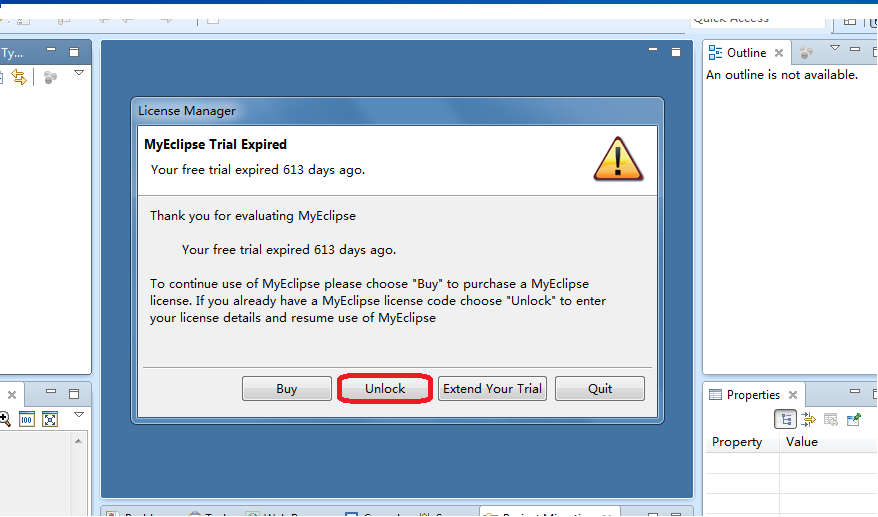 Quick Access
Ty...
Outline
An outline is not available.
License Manager
MyEclipse Trial Expired
Your free trial expired 613 days ago.
Thank you for evaluating MyEclipse
Your free trial expired 613 days ago.
To continue use of MyEclipse please choose "Buy" to purchase a MyEclipse
license. If you already have a MyEclipse license code choose "Unlock" to enter
your license details and resume use of MyEclipse
Buy
Unlock
Extend Your Trial
Quit
Properties
100
Property
Value